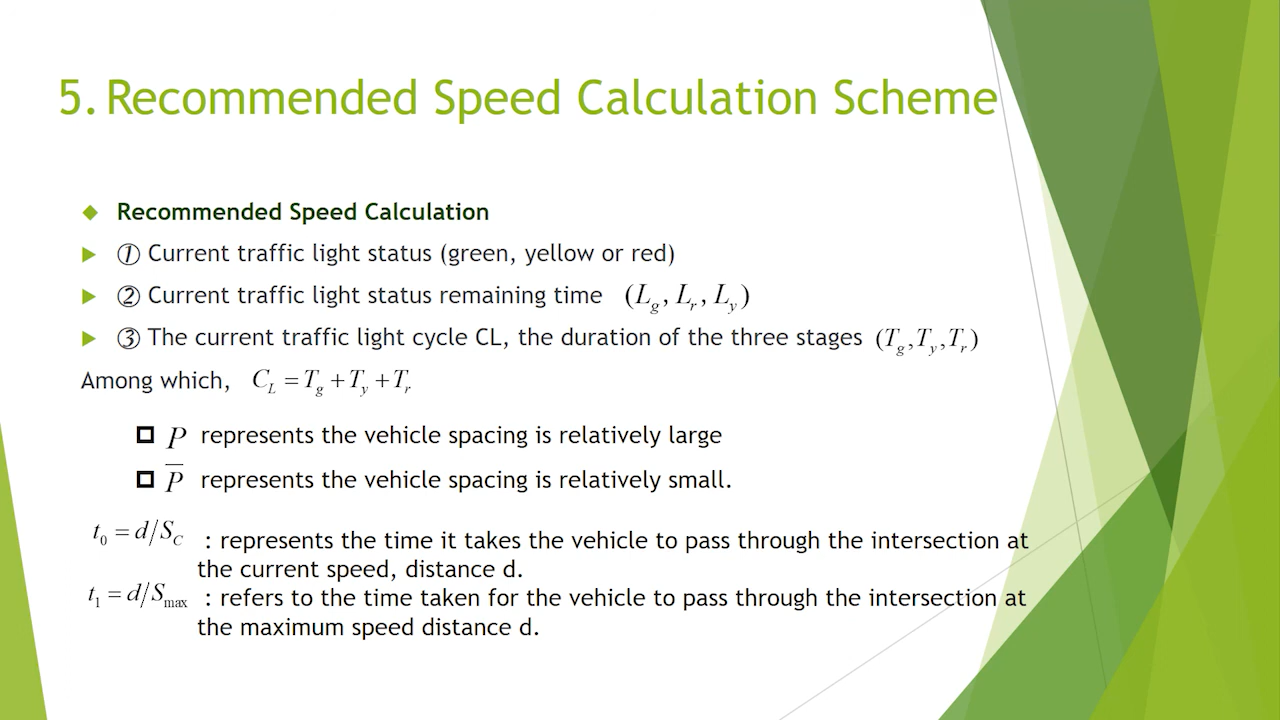 5. Recommended Speed Calculation Scheme
Recommended Speed Calculation
① Current traffic light status (green, yellow or red)
② Current traffic light status remaining time (L_g, L_r, L_y)
③ The current traffic light cycle CL, the duration of the three stages (T_g, T_y, T_r)
Among which, C_L = T_g + T_y + T_r
P represents the vehicle spacing is relatively large
P̅ represents the vehicle spacing is relatively small.
t_0 = d/S_C : represents the time it takes the vehicle to pass through the intersection at
the current speed, distance d.
t_1 = d/S_max : refers to the time taken for the vehicle to pass through the intersection at
the maximum speed distance d.